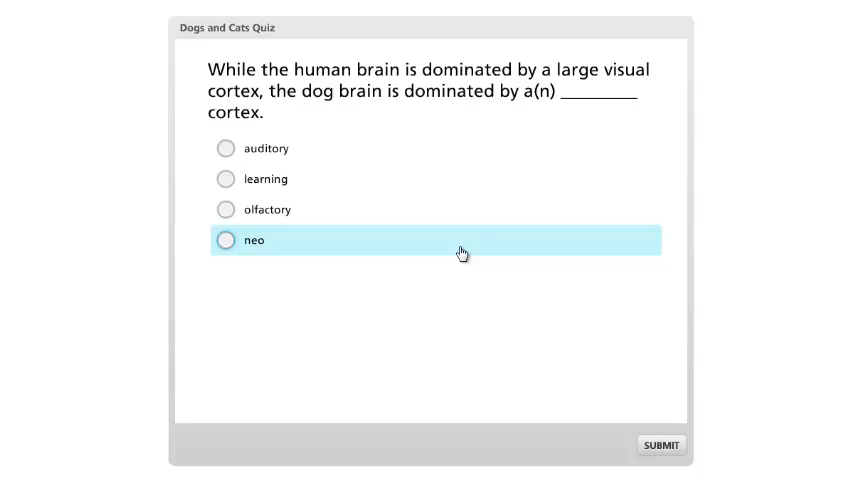 Dogs and Cats Quiz
While the human brain is dominated by a large visual
cortex, the dog brain is dominated by a(n) _________
cortex.
auditory
learning
olfactory
neo
SUBMIT